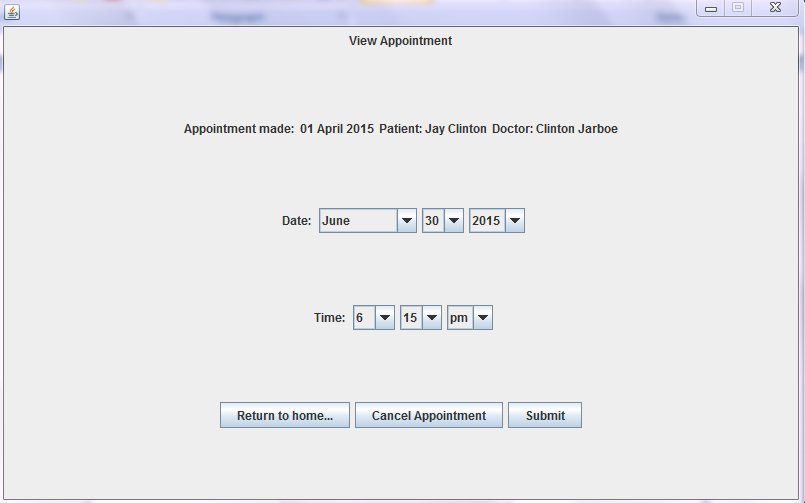 View Appointment
Appointment made: 01 April 2015 Patient: Jay Clinton Doctor: Clinton Jarboe
Date: June 30 2015
Time: 6 15 pm
Return to home... Cancel Appointment Submit